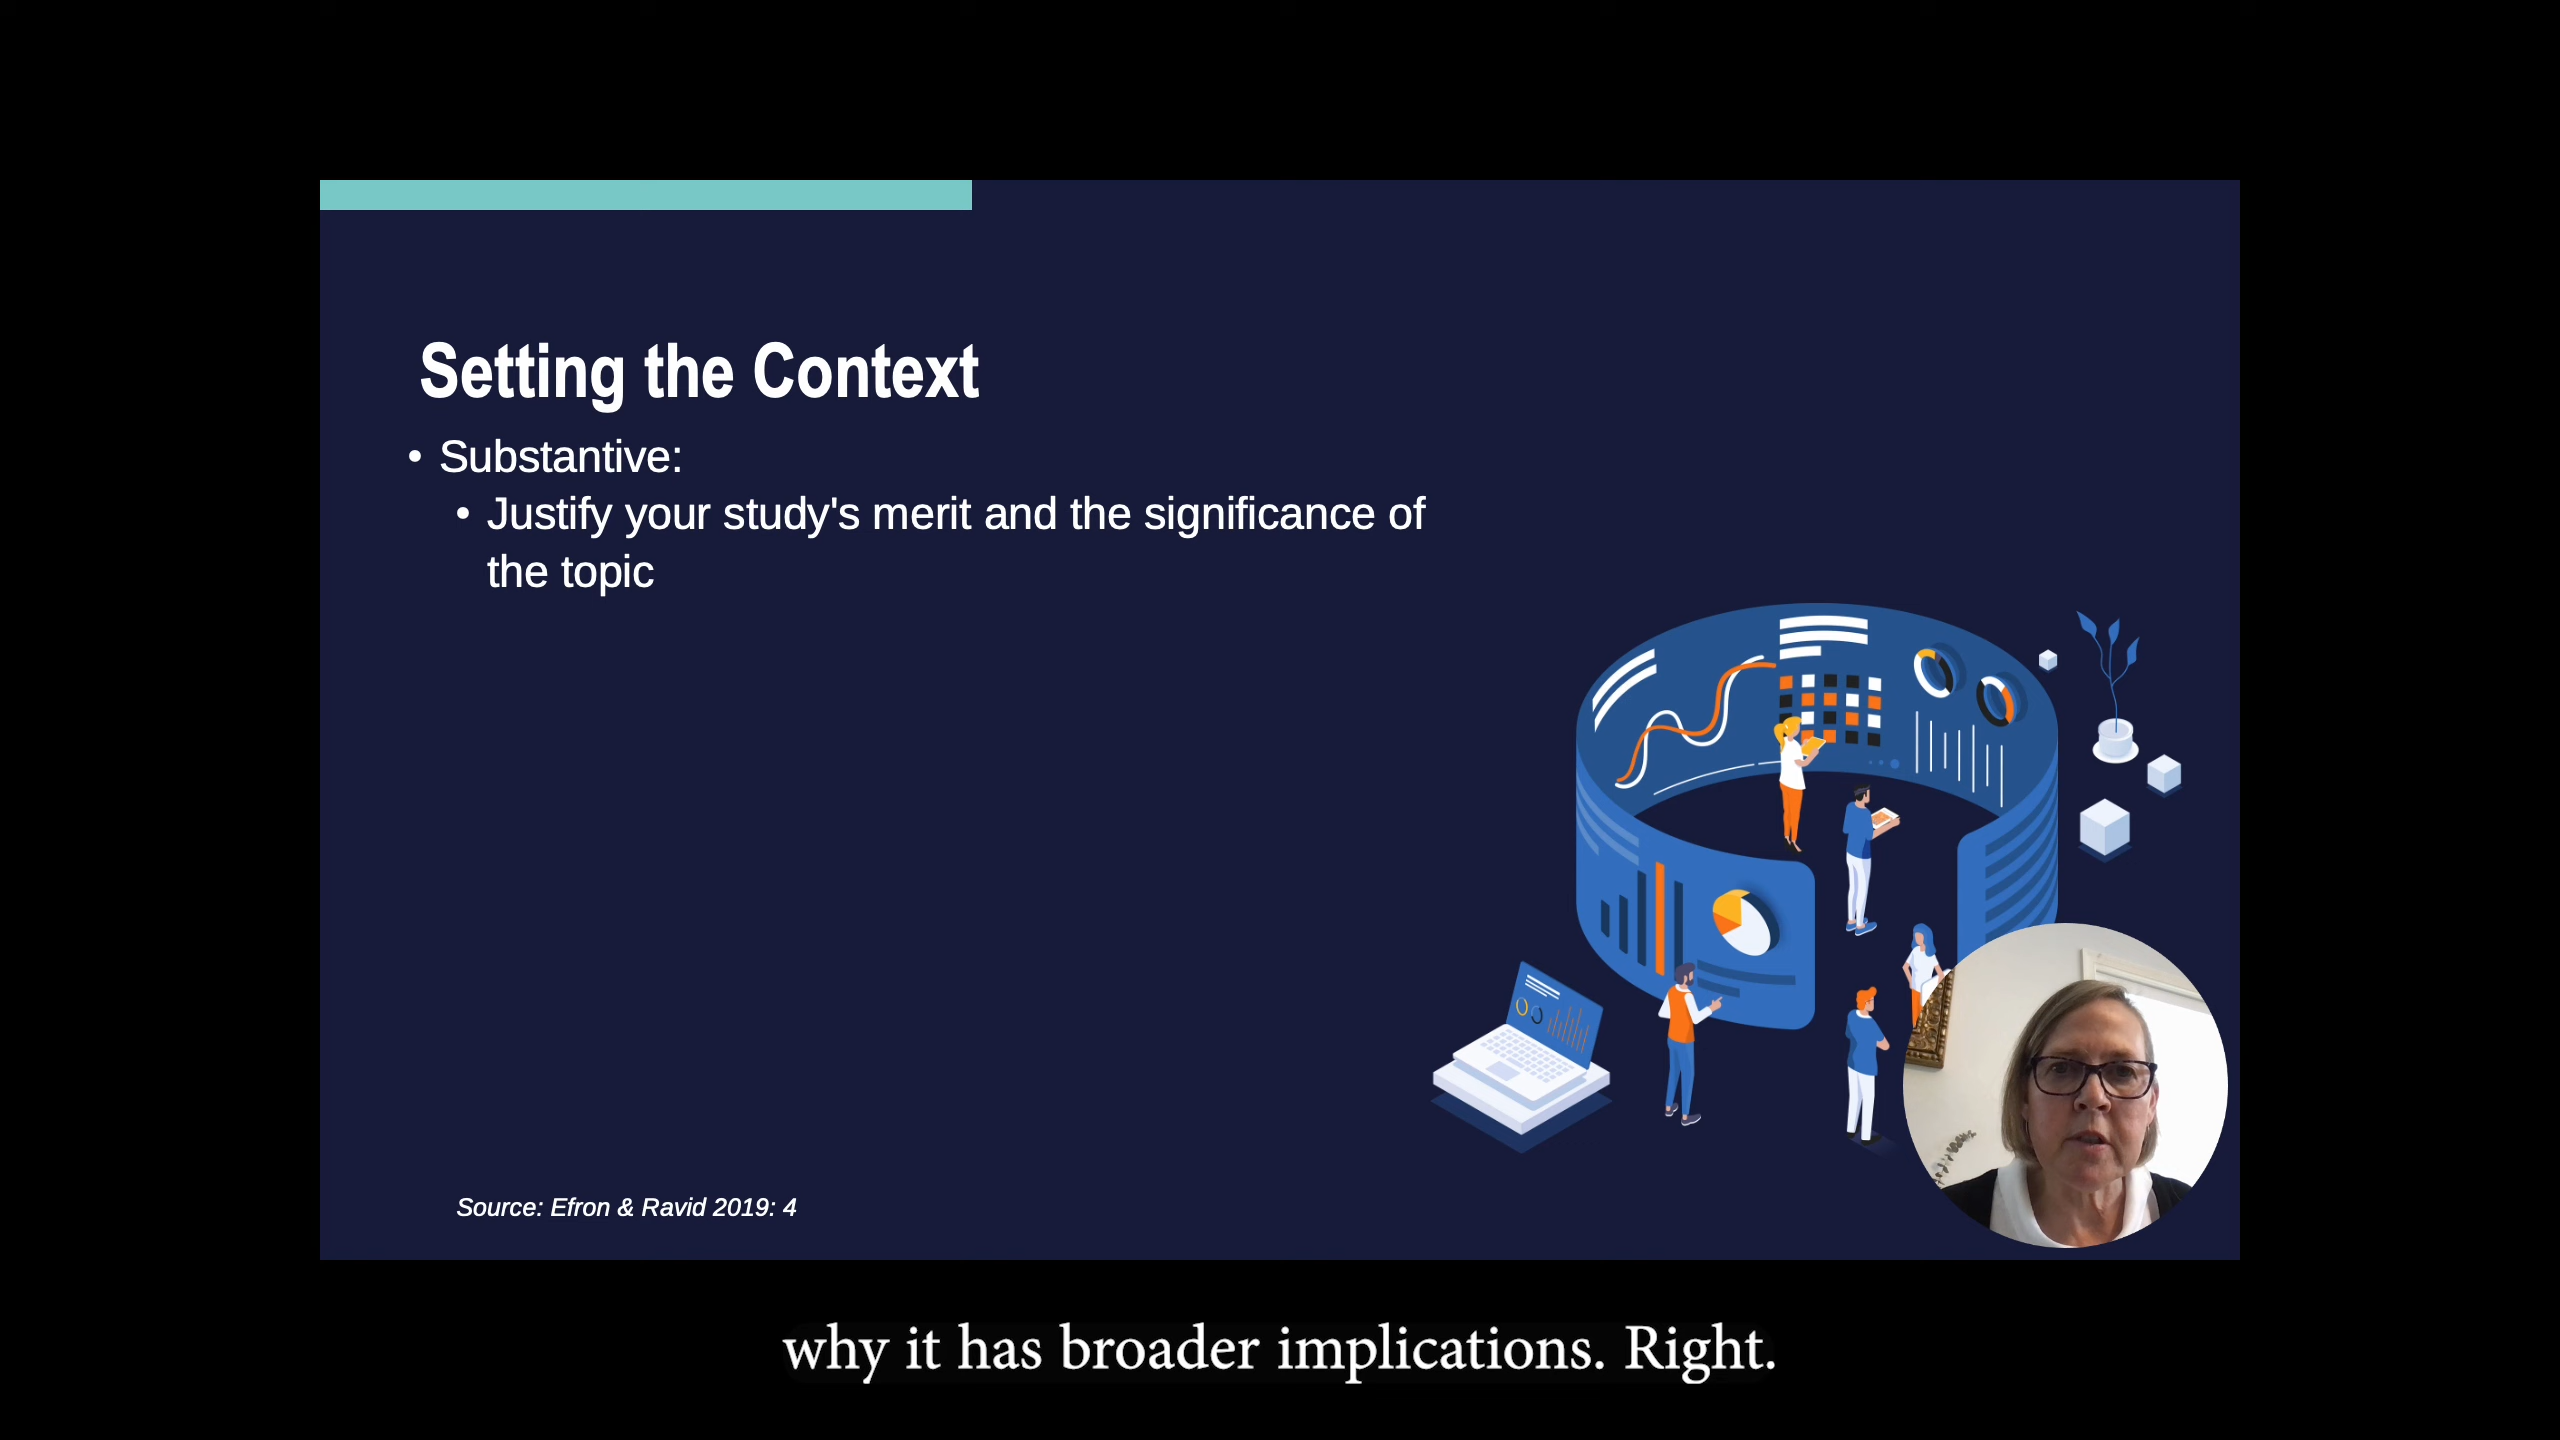 Setting the Context
• Substantive:
• Justify your study's merit and the significance of
the topic
Source: Efron & Ravid 2019: 4
why it has broader implications. Right.